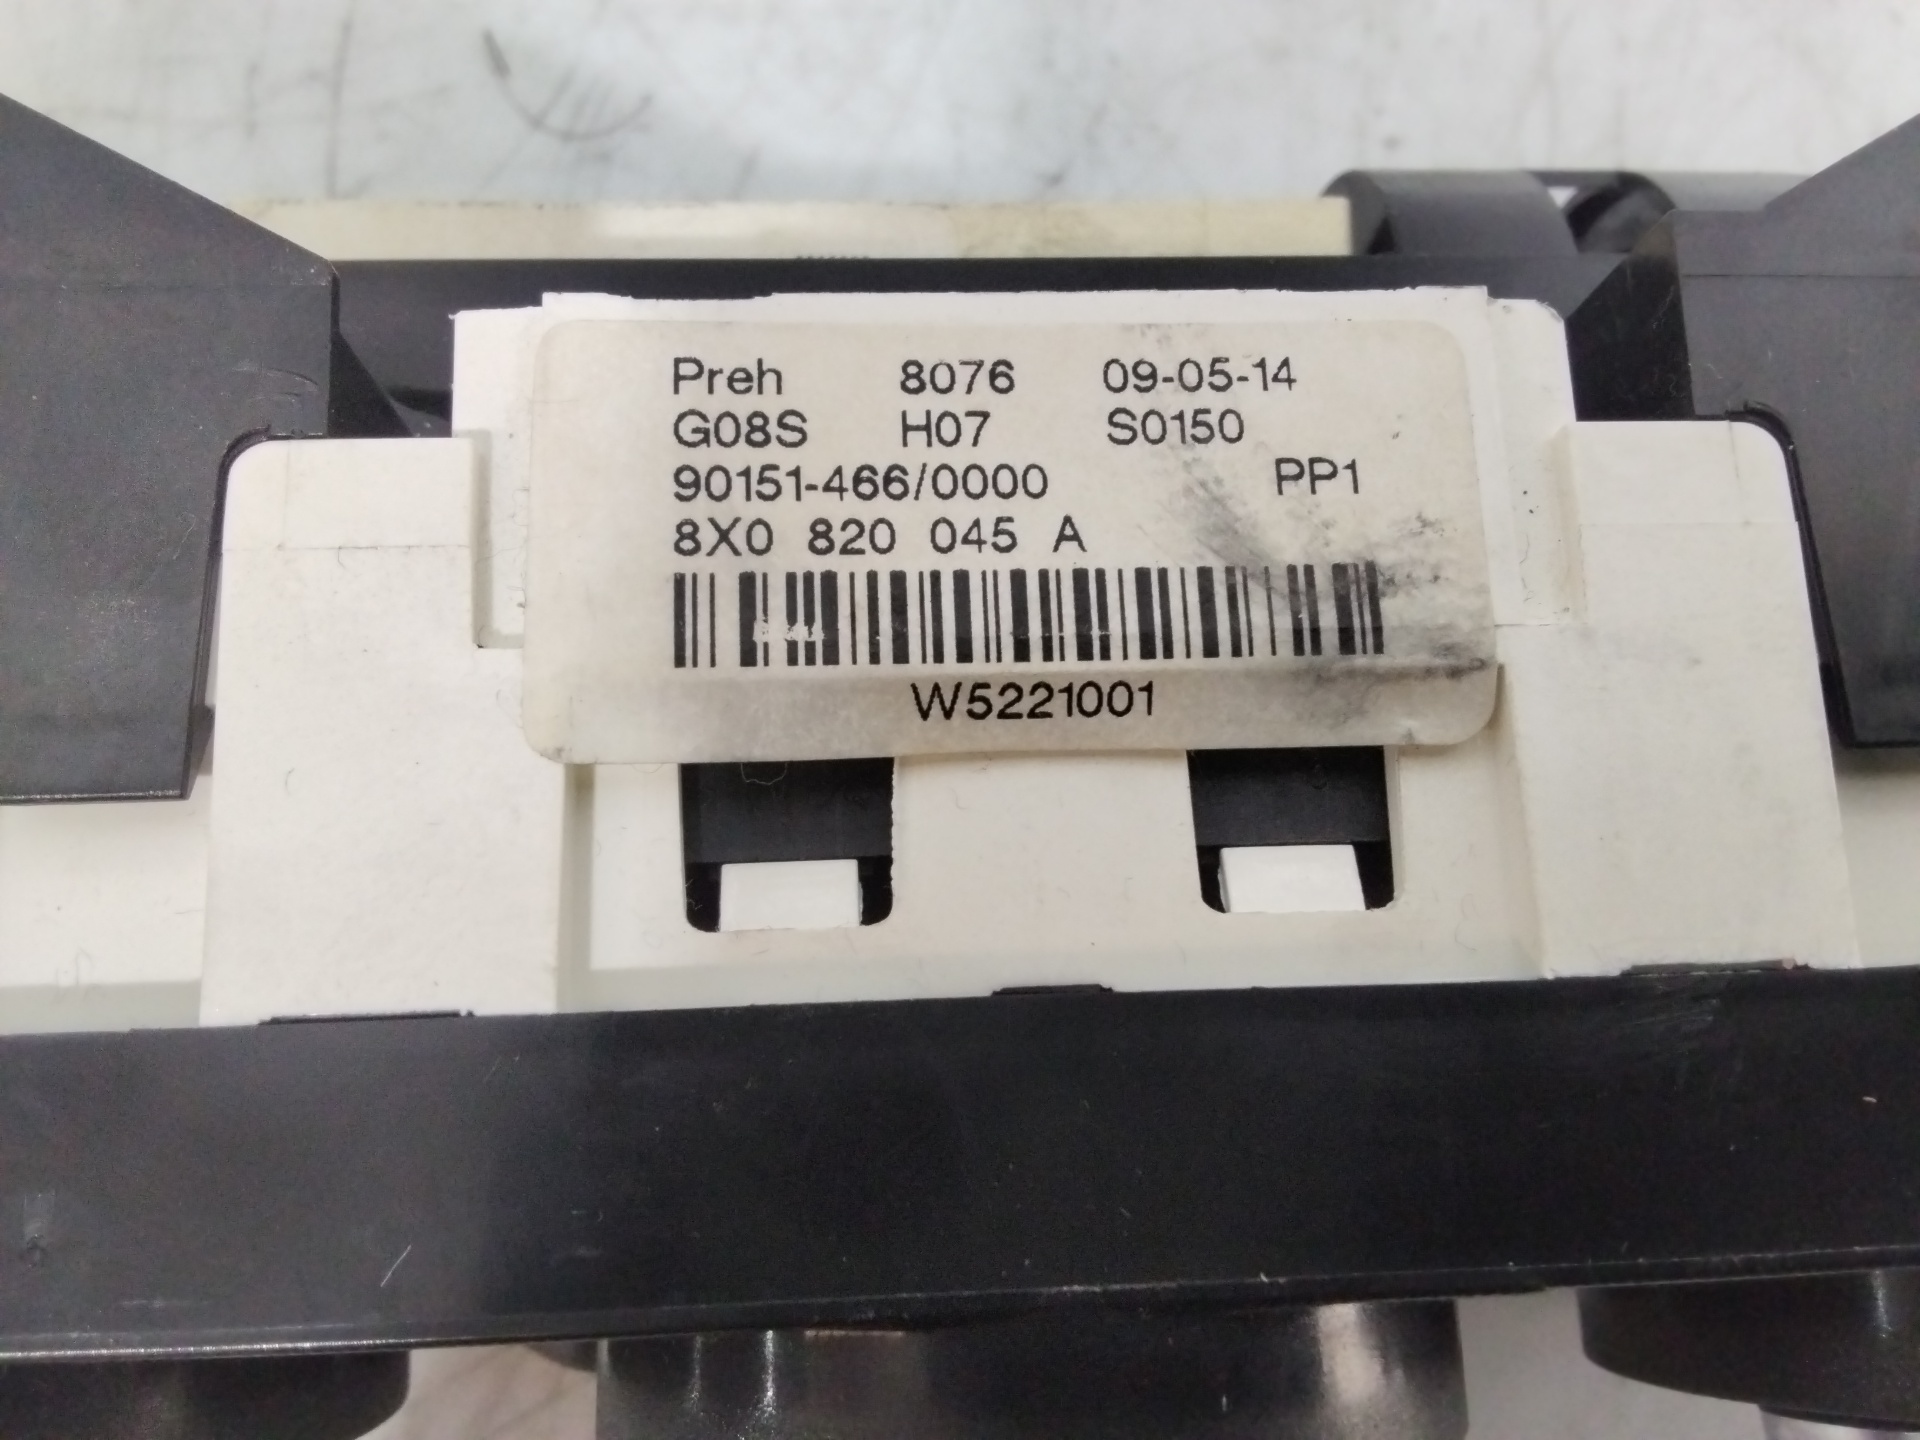 Preh 8076 09-05-14
G08S H07 S0150
90151-466/0000 PP1
8X0 820 045 A
W5221001